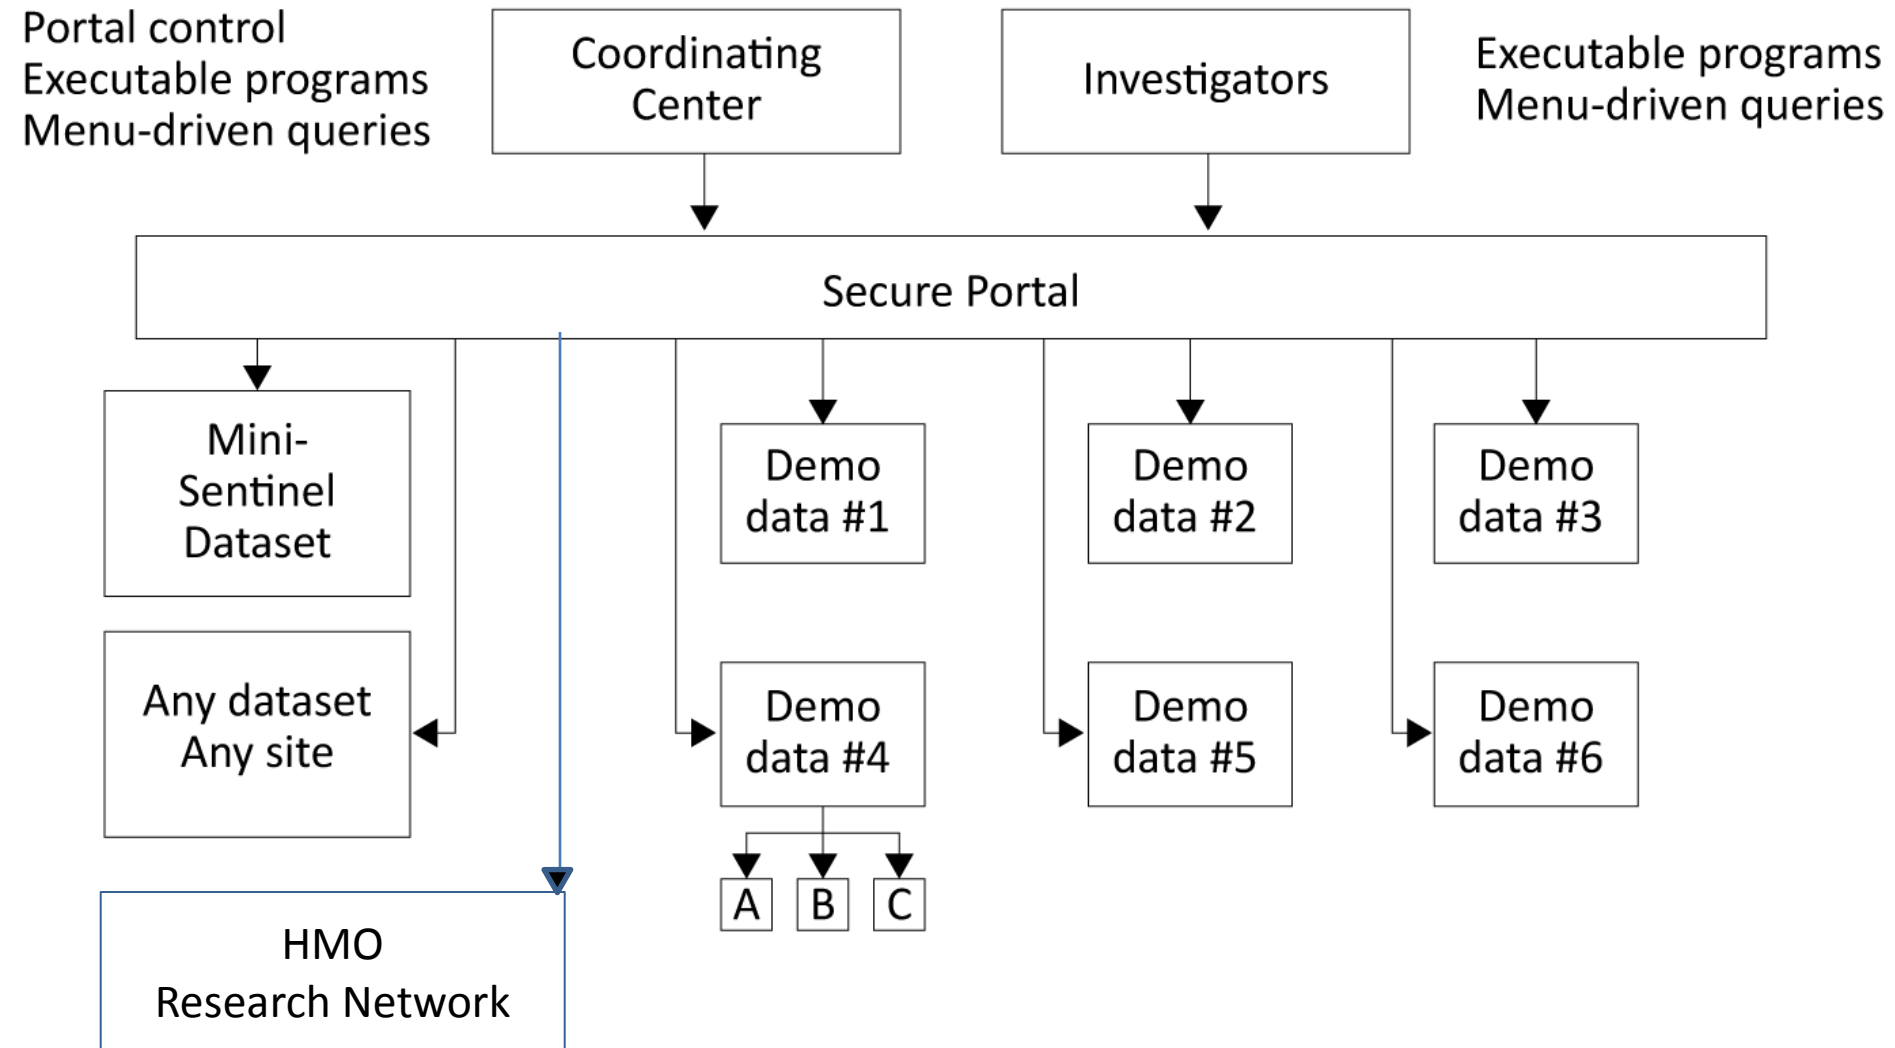 Portal control
Executable programs
Menu-driven queries
Coordinating
Center
Investigators
Executable programs
Menu-driven queries
Secure Portal
Mini-
Sentinel
Dataset
Demo
data #1
Demo
data #2
Demo
data #3
Any dataset
Any site
Demo
data #4
Demo
data #5
Demo
data #6
A
B
C
HMO
Research Network